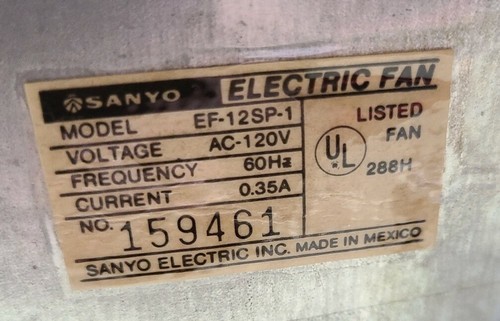 SANYO ELECTRIC FAN
MODEL EF-12SP-1
VOLTAGE AC-120V
FREQUENCY 60Hz
CURRENT 0.35A
NO. 159461
UL
LISTED
FAN
288H
SANYO ELECTRIC INC. MADE IN MEXICO